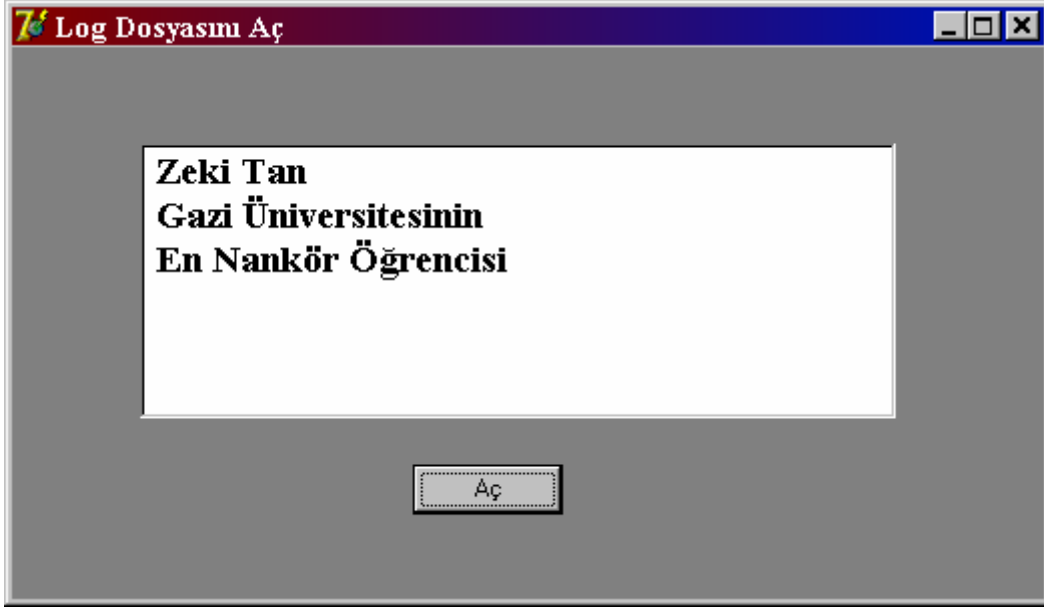 Log Dosyasını Aç
Zeki Tan
Gazi Üniversitesinin
En Nankör Öğrencisi
Aç